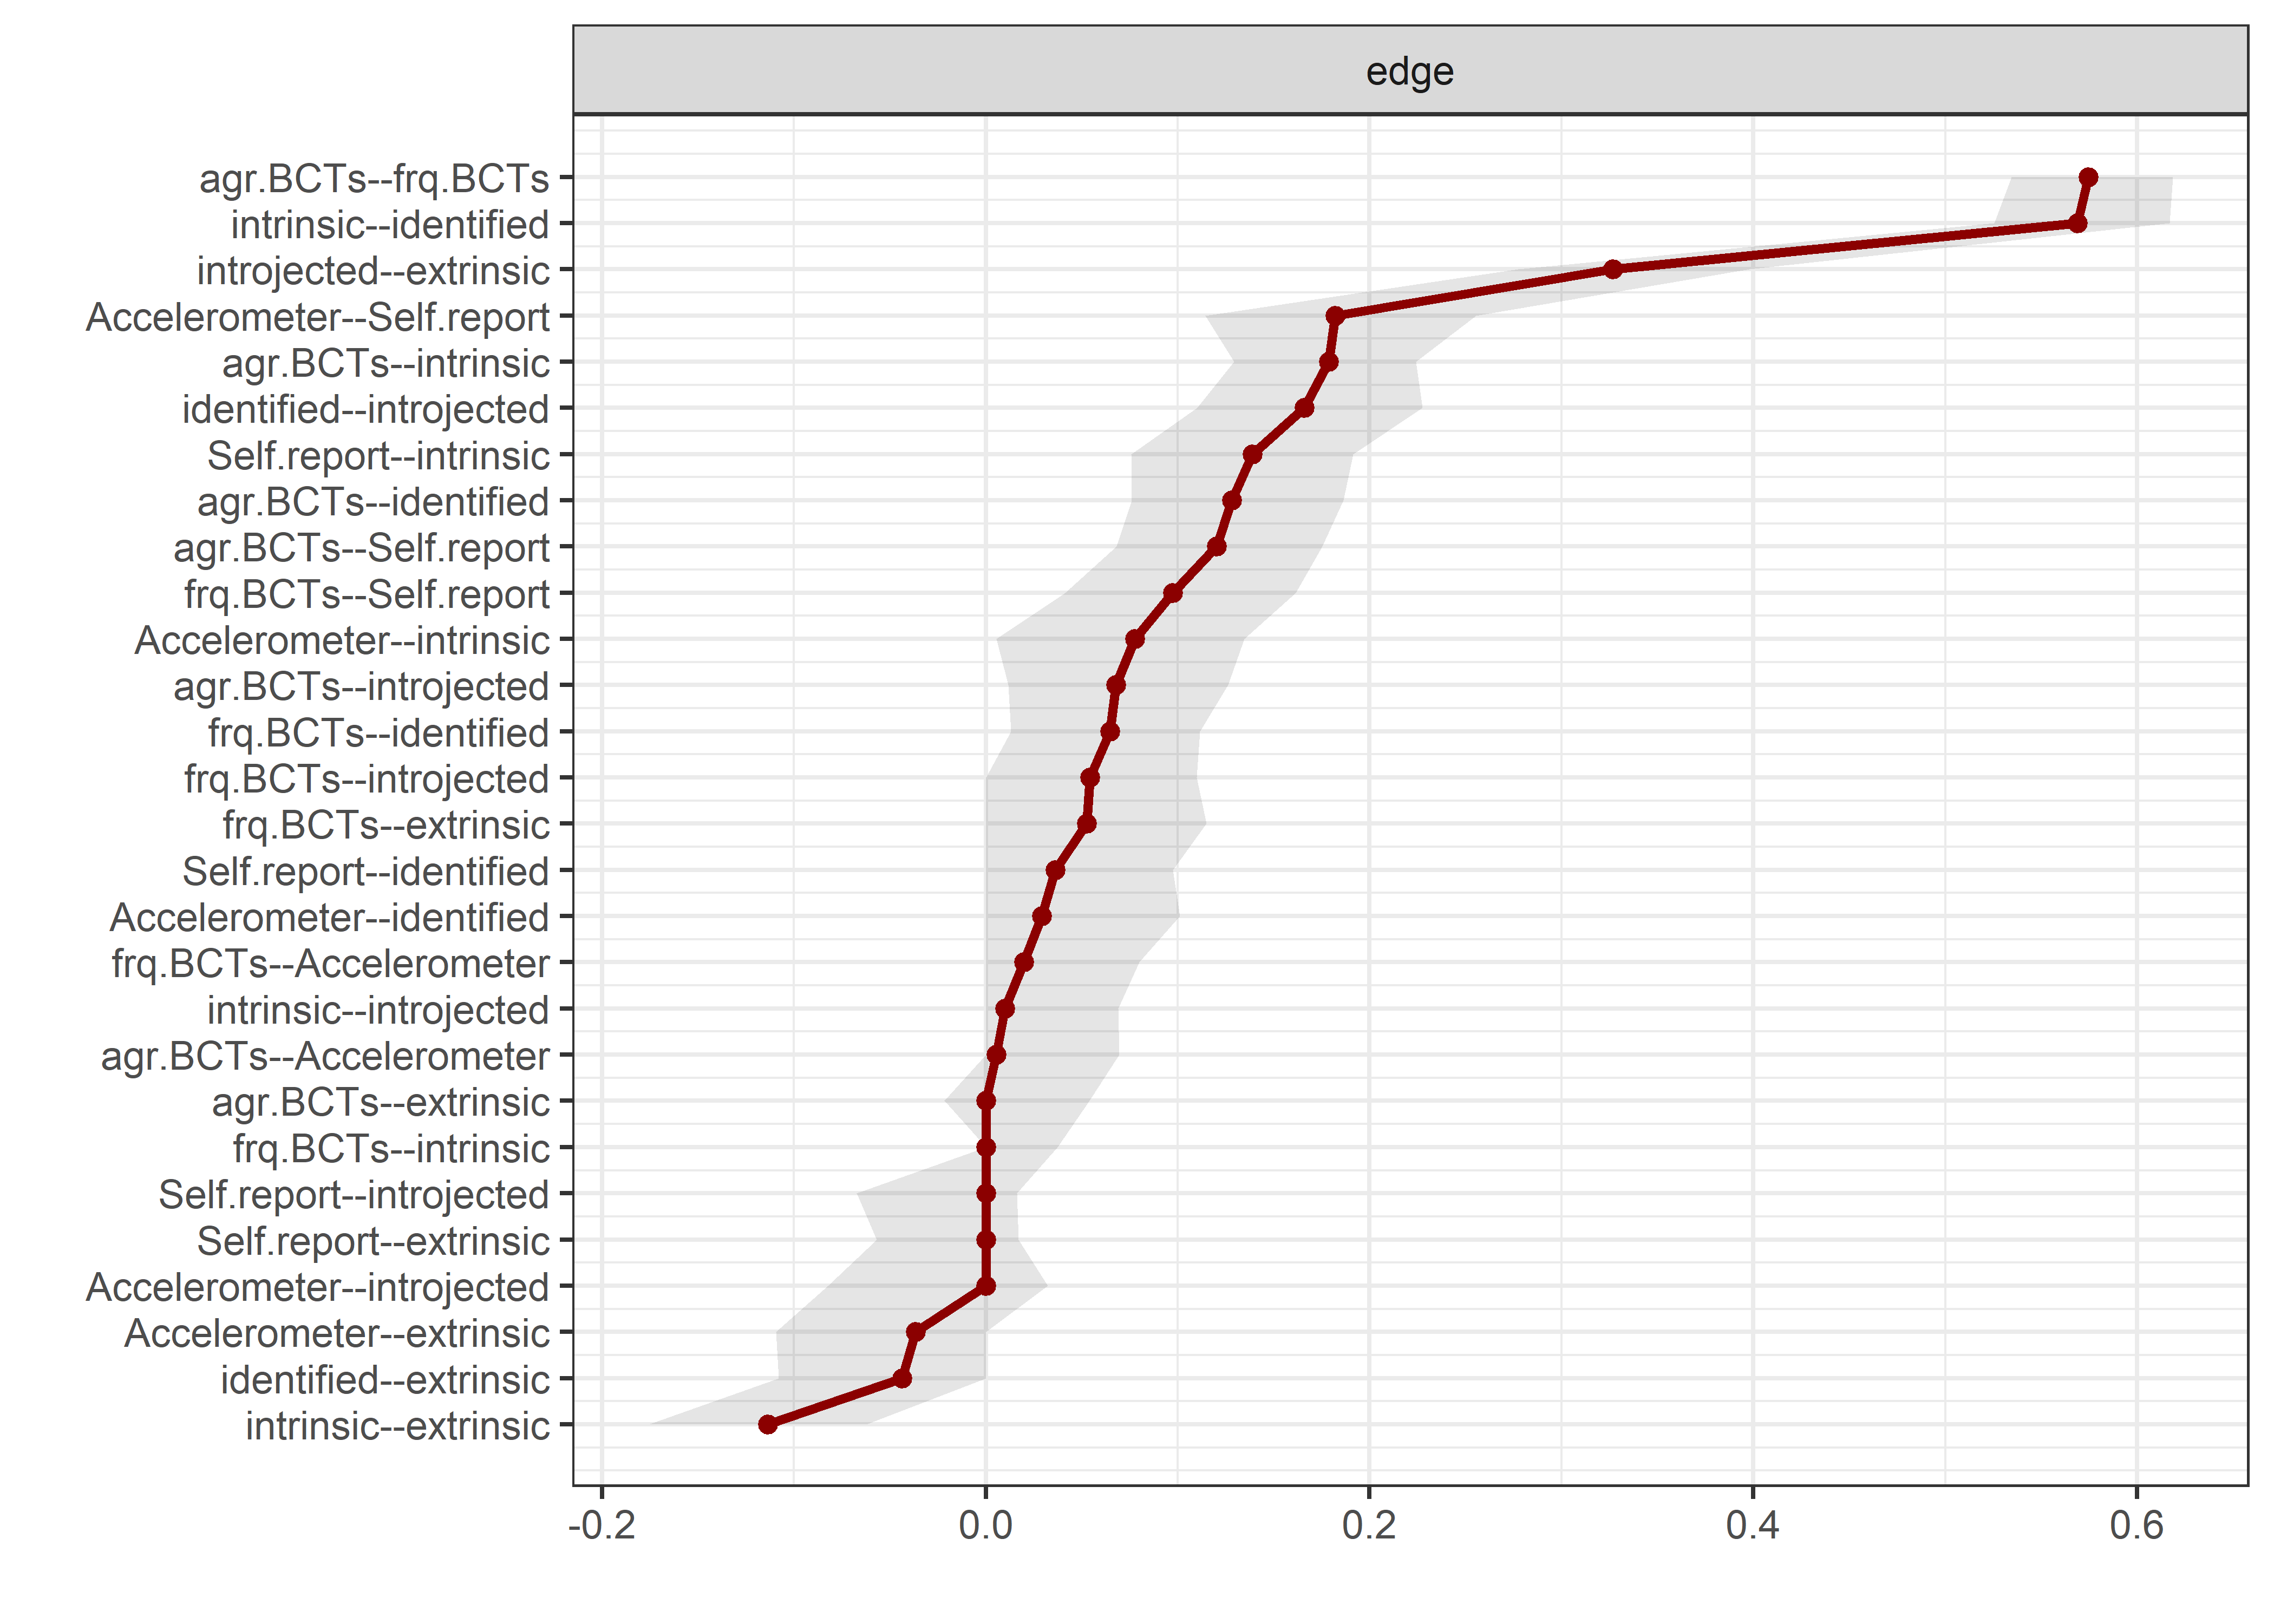 edge
agr.BCTs--frq.BCTs
intrinsic--identified
introjected--extrinsic
Accelerometer--Self.report
agr.BCTs--intrinsic
identified--introjected
Self.report--intrinsic
agr.BCTs--identified
agr.BCTs--Self.report
frq.BCTs--Self.report
Accelerometer--intrinsic
agr.BCTs--introjected
frq.BCTs--identified
frq.BCTs--introjected
frq.BCTs--extrinsic
Self.report--identified
Accelerometer--identified
frq.BCTs--Accelerometer
intrinsic--introjected
agr.BCTs--Accelerometer
agr.BCTs--extrinsic
frq.BCTs--intrinsic
Self.report--introjected
Self.report--extrinsic
Accelerometer--introjected
Accelerometer--extrinsic
identified--extrinsic
intrinsic--extrinsic
-0.2 0.0 0.2 0.4 0.6